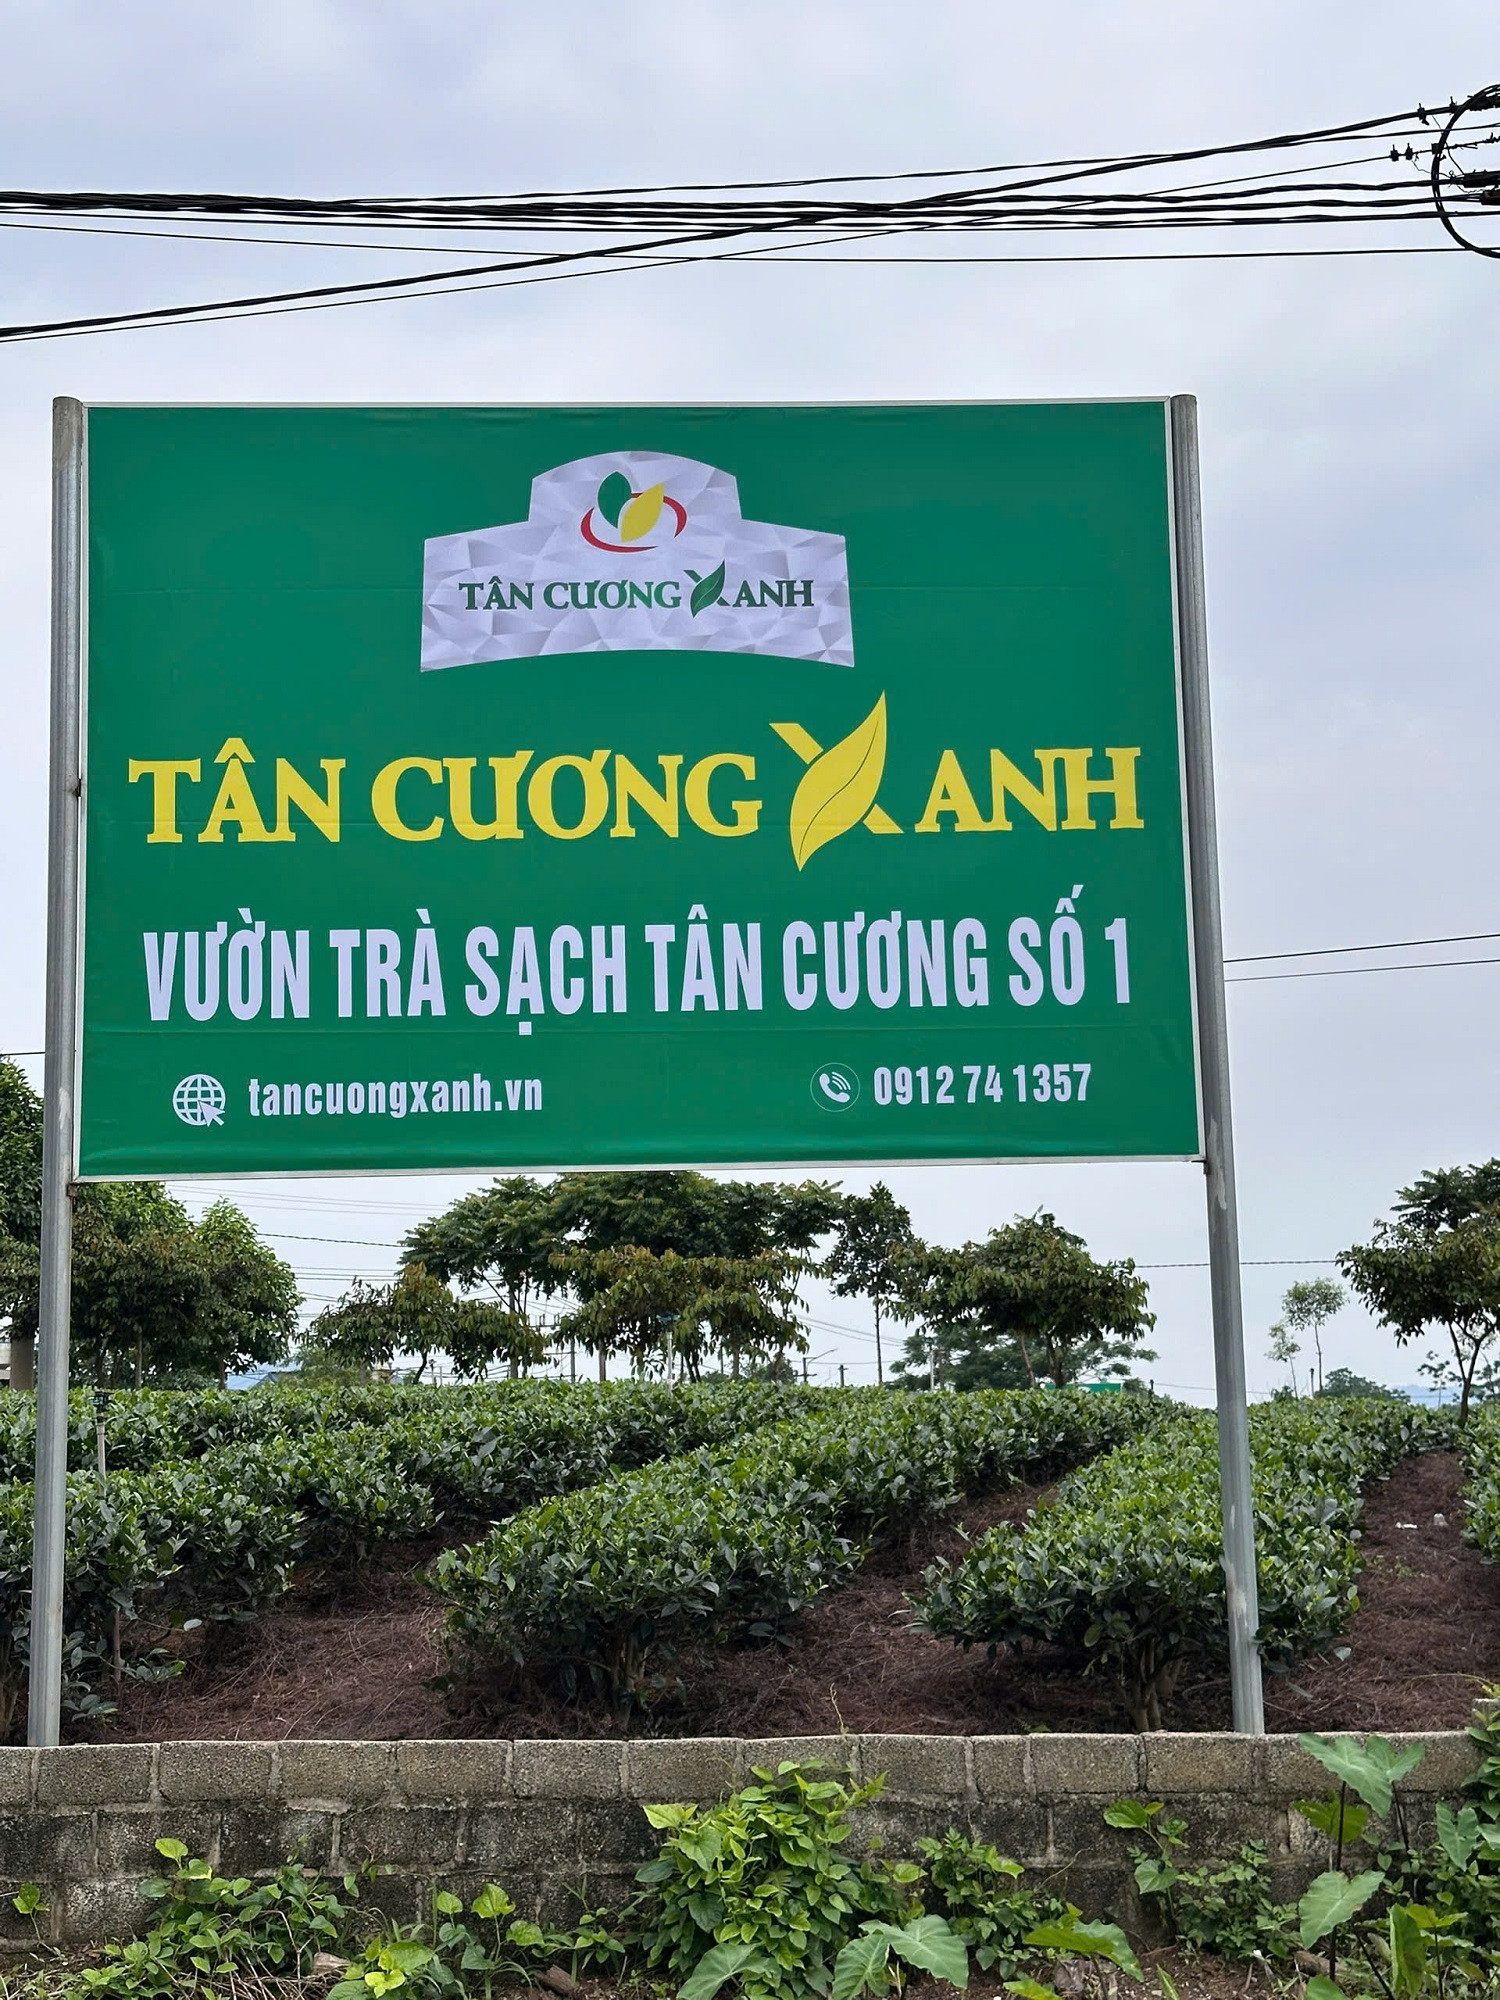 TÂN CƯƠNG XANH
TÂN CƯƠNG XANH
VƯỜN TRÀ SẠCH TÂN CƯƠNG SỐ 1
tancuongxanh.vn
0912 74 1357